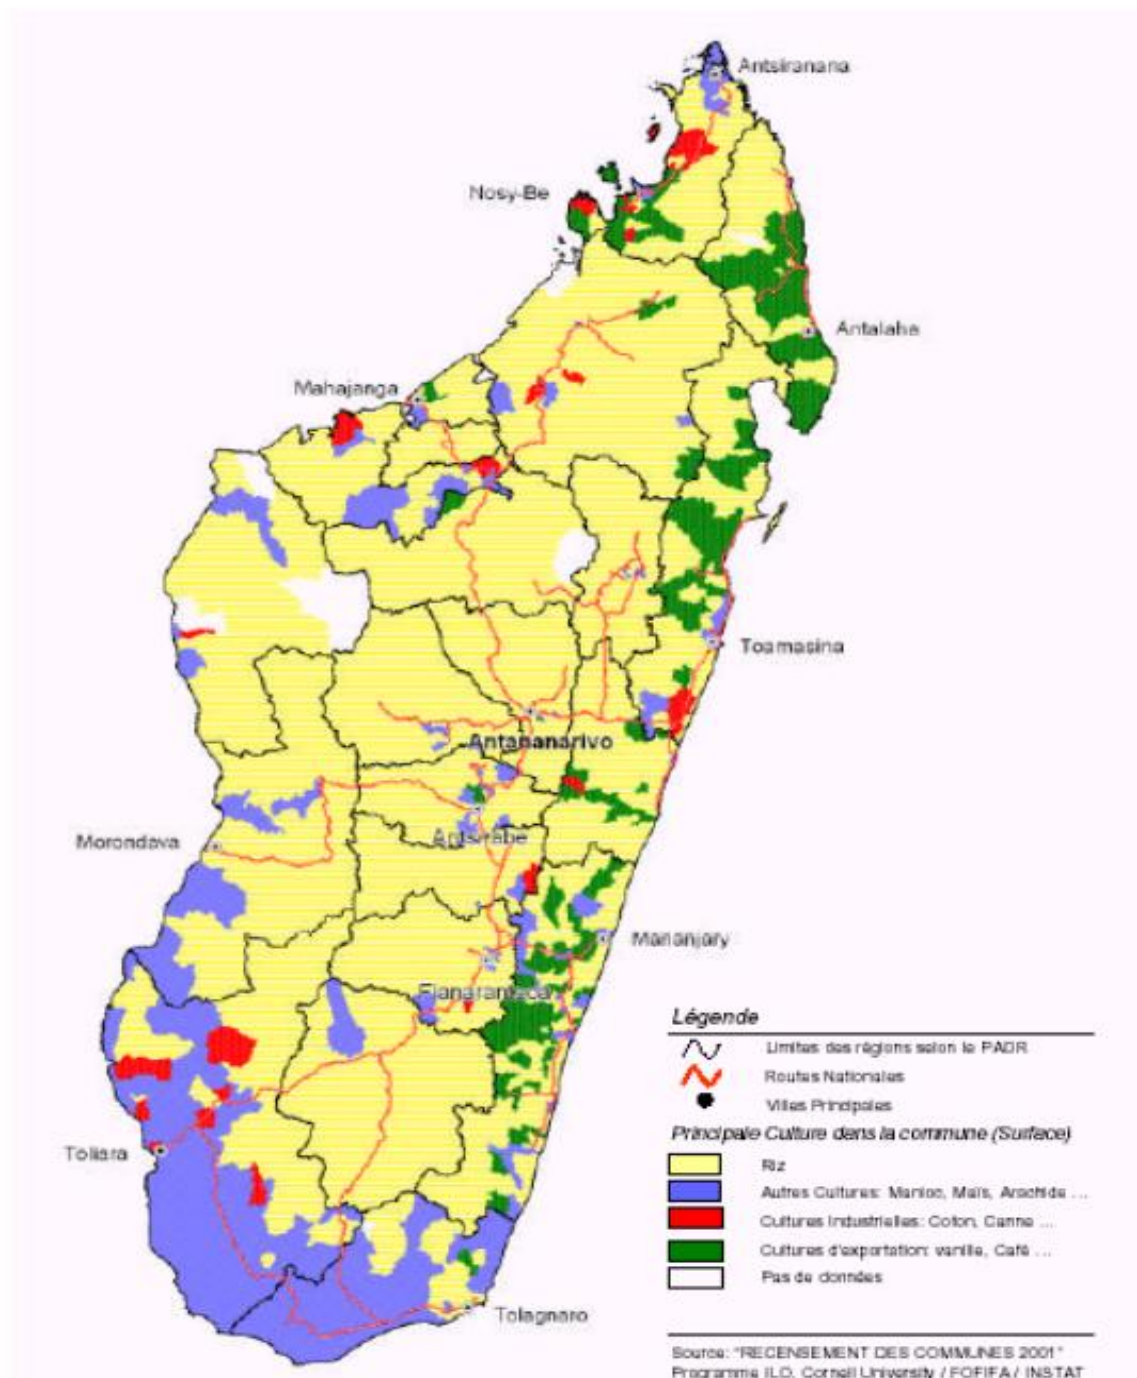 Antsiranana
Nosy-Be
Antalaha
Mahajanga
Toamasina
Antananarivo
Antsirabe
Morondava
Mananjary
Fianarantsoa
Toliara
Tolagnaro
Légende
Limites des régions selon le PADR
Routes Nationales
Villes Principales
Principale Culture dans la commune (Surface)
Riz
Autres Cultures: Manioc, Maïs, Arachide ...
Cultures Industrielles: Coton, Canne ...
Cultures d'exportation: vanille, Café ...
Pas de données
Source: "RECENSEMENT DES COMMUNES 2001"
Programme ILO, Cornell University / FOFIFA / INSTAT